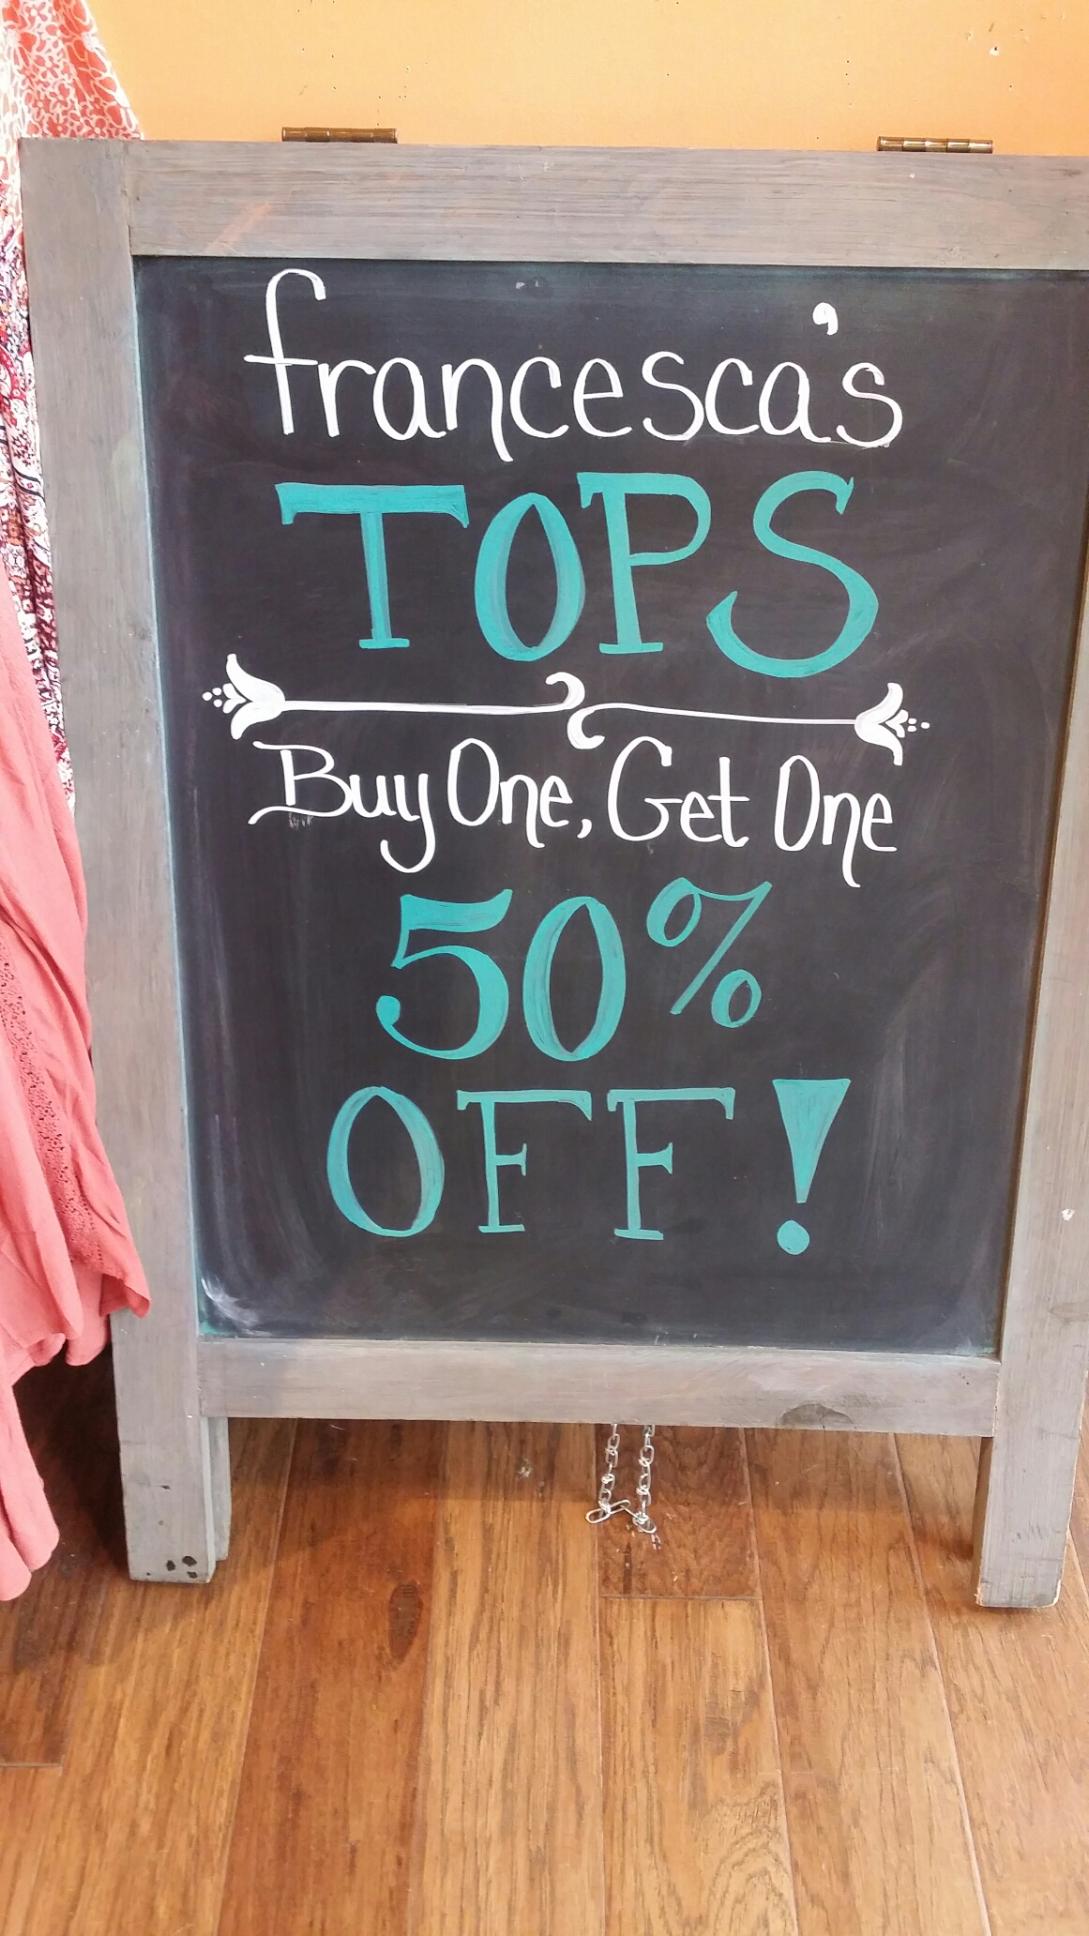 francesca's
TOPS
Buy One, Get One
50%
OFF!